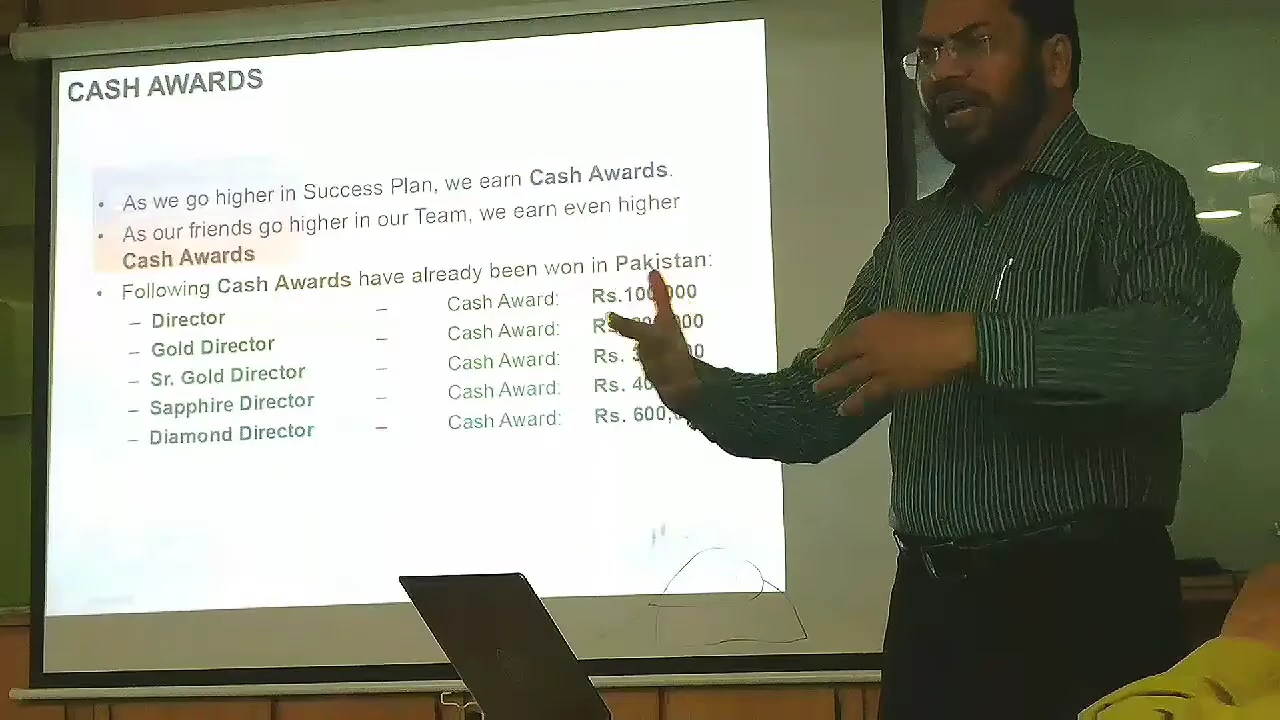 CASH AWARDS
• As we go higher in Success Plan, we earn Cash Awards.
• As our friends go higher in our Team, we earn even higher
Cash Awards
• Following Cash Awards have already been won in Pakistan:
– Director – Cash Award: Rs.100,000
– Gold Director – Cash Award:
– Sr. Gold Director – Cash Award: Rs.
– Sapphire Director – Cash Award: Rs.
– Diamond Director – Cash Award: Rs. 600,